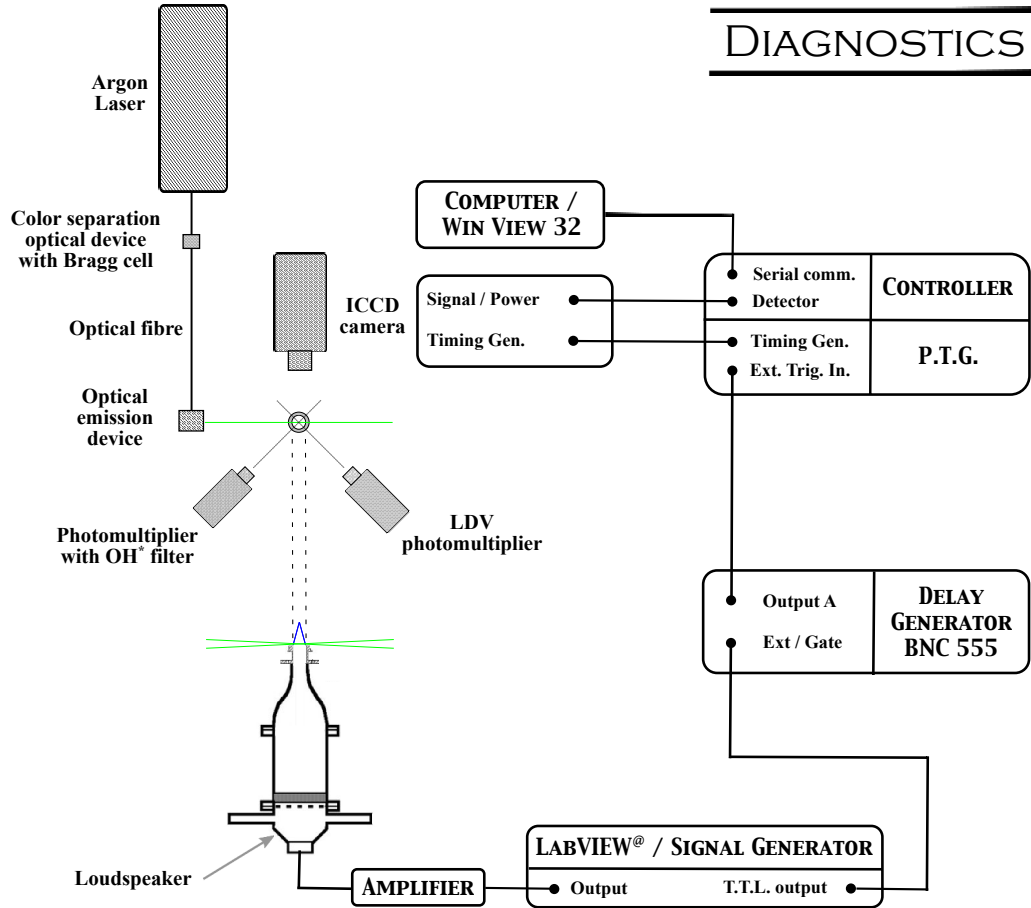 DIAGNOSTICS
Argon
Laser
Color separation
optical device
with Bragg cell
Optical fibre
Optical
emission
device
ICCD
camera
Photomultiplier
with OH* filter
LDV
photomultiplier
COMPUTER /
WIN VIEW 32
Signal / Power
Timing Gen.
Serial comm.
Detector
CONTROLLER
Timing Gen.
Ext. Trig. In.
P.T.G.
Output A
Ext / Gate
DELAY
GENERATOR
BNC 555
LABVIEW@ / SIGNAL GENERATOR
Output
T.T.L. output
AMPLIFIER
Loudspeaker